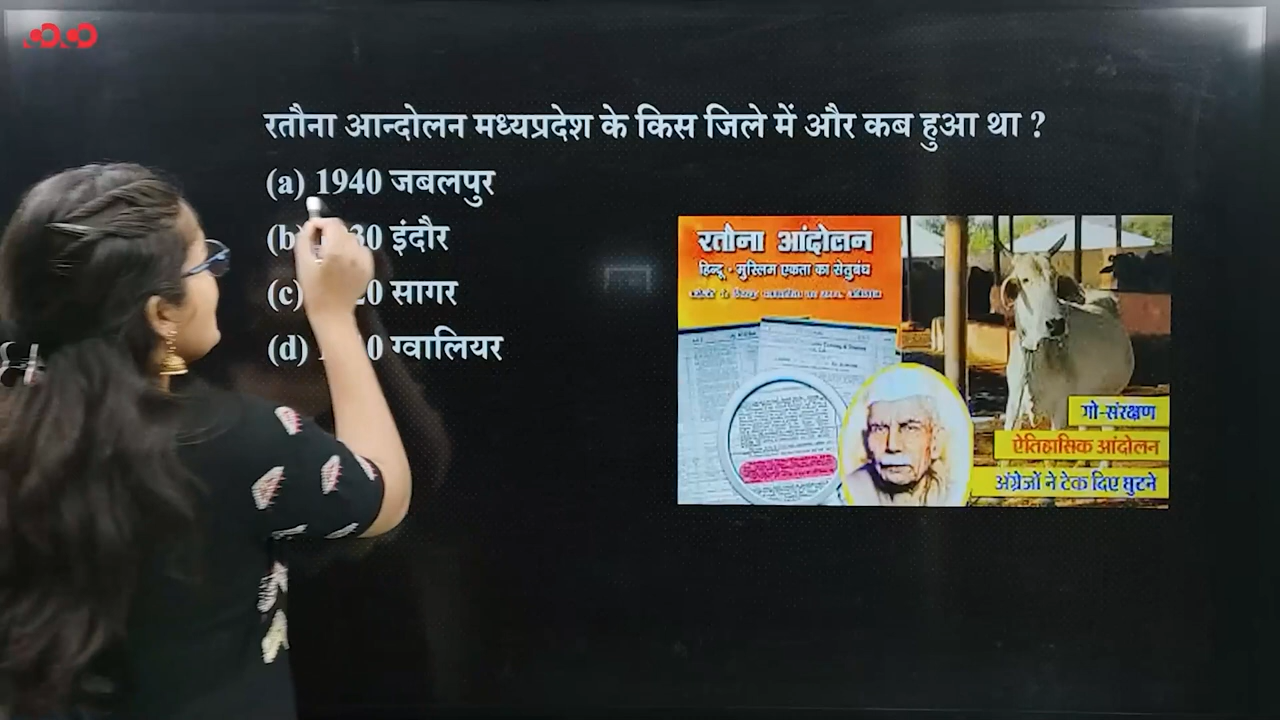 रतौना आन्दोलन मध्यप्रदेश के किस जिले में और कब हुआ था ?
(a) 1940 जबलपुर
(b) 30 इंदौर
(c) 20 सागर
(d) ग्वालियर
रतौना आंदोलन
हिन्दू - मुस्लिम एकता का सेतुबंध
गो-संरक्षण
ऐतिहासिक आंदोलन
अंग्रेजों ने टेक दिए घुटने